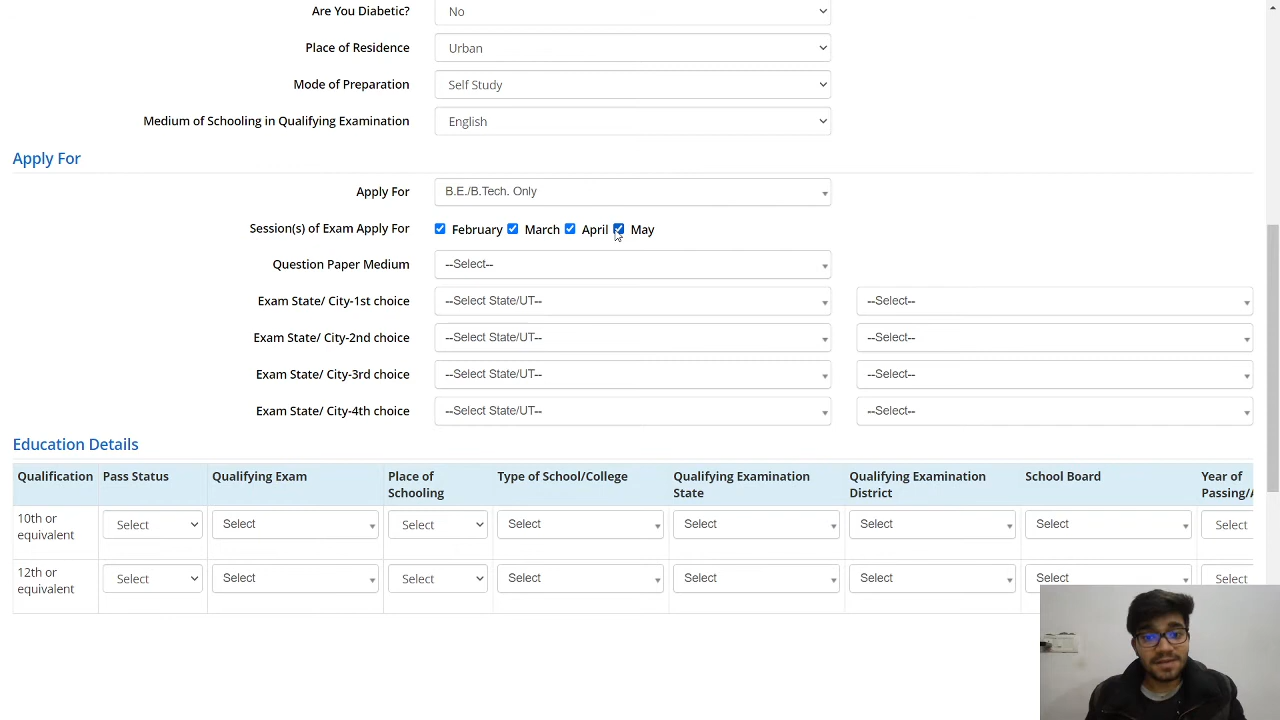 Are You Diabetic? No
Place of Residence Urban
Mode of Preparation Self Study
Medium of Schooling in Qualifying Examination English
Apply For
Apply For B.E./B.Tech. Only
Session(s) of Exam Apply For February March April May
Question Paper Medium --Select--
Exam State/ City-1st choice --Select State/UT-- --Select--
Exam State/ City-2nd choice --Select State/UT-- --Select--
Exam State/ City-3rd choice --Select State/UT-- --Select--
Exam State/ City-4th choice --Select State/UT-- --Select--
Education Details
Qualification Pass Status Qualifying Exam Place of Type of School/College Qualifying Examination Qualifying Examination School Board Year of
Schooling State District Passing/
10th or
Select Select Select Select Select Select Select Select
equivalent
12th or
Select Select Select Select Select Select Select Select
equivalent